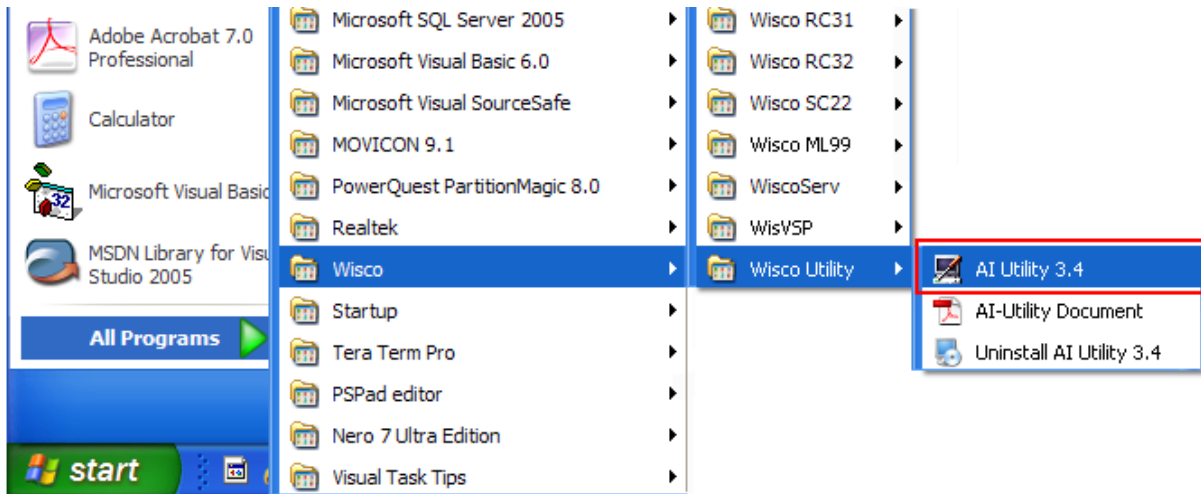 Adobe Acrobat 7.0
Professional
Calculator
Microsoft Visual Basic
MSDN Library for Visu
Studio 2005
All Programs
start
Microsoft SQL Server 2005
Microsoft Visual Basic 6.0
Microsoft Visual SourceSafe
MOVICON 9.1
PowerQuest PartitionMagic 8.0
Realtek
Wisco
Startup
Tera Term Pro
PSPad editor
Nero 7 Ultra Edition
Visual Task Tips
Wisco RC31
Wisco RC32
Wisco SC22
Wisco ML99
WiscoServ
WisVSP
Wisco Utility
AI Utility 3.4
AI-Utility Document
Uninstall AI Utility 3.4